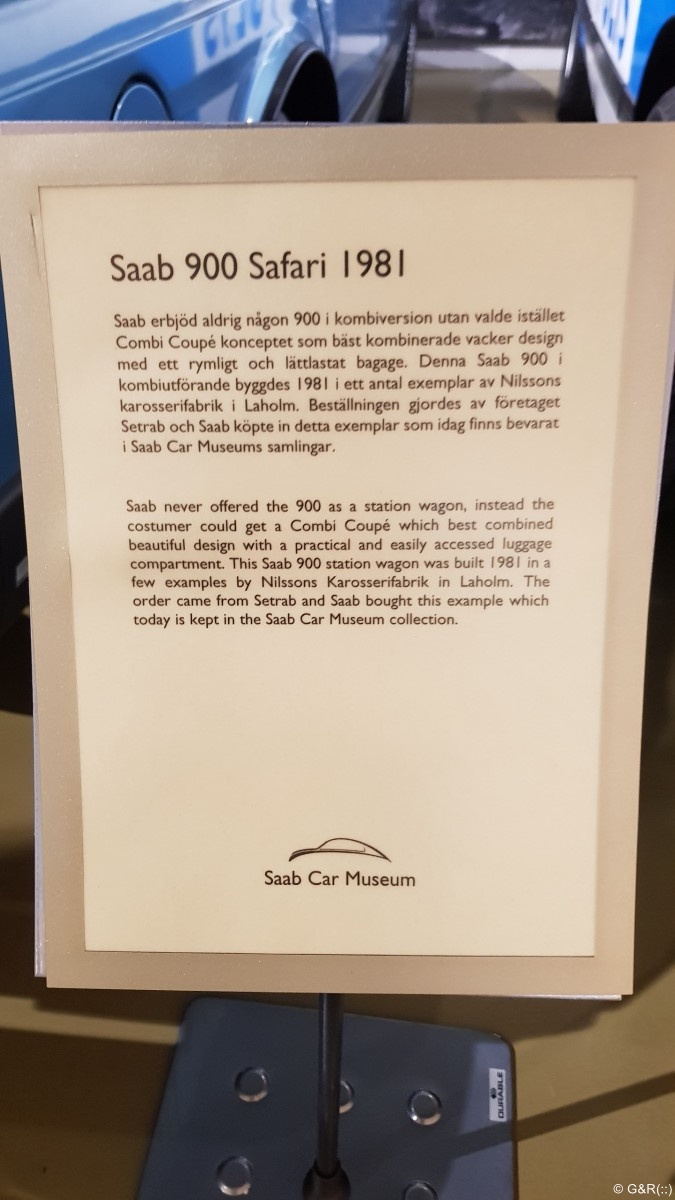 Saab 900 Safari 1981
Saab erbjöd aldrig någon 900 i kombiversion utan valde istället
Combi Coupé konceptet som bäst kombinerade vacker design
med ett rymligt och lättlastat bagage. Denna Saab 900 i
kombiutförande byggdes 1981 i ett antal exemplar av Nilssons
karosserifabrik i Laholm. Beställningen gjordes av företaget
Setrab och Saab köpte in detta exemplar som idag finns bevarat
i Saab Car Museums samlingar.
Saab never offered the 900 as a station wagon, instead the
costumer could get a Combi Coupé which best combined
beautiful design with a practical and easily accessed luggage
compartment. This Saab 900 station wagon was built 1981 in a
few examples by Nilssons Karosserifabrik in Laholm. The
order came from Setrab and Saab bought this example which
today is kept in the Saab Car Museum collection.
Saab Car Museum
DURABLE
© G&R(::)